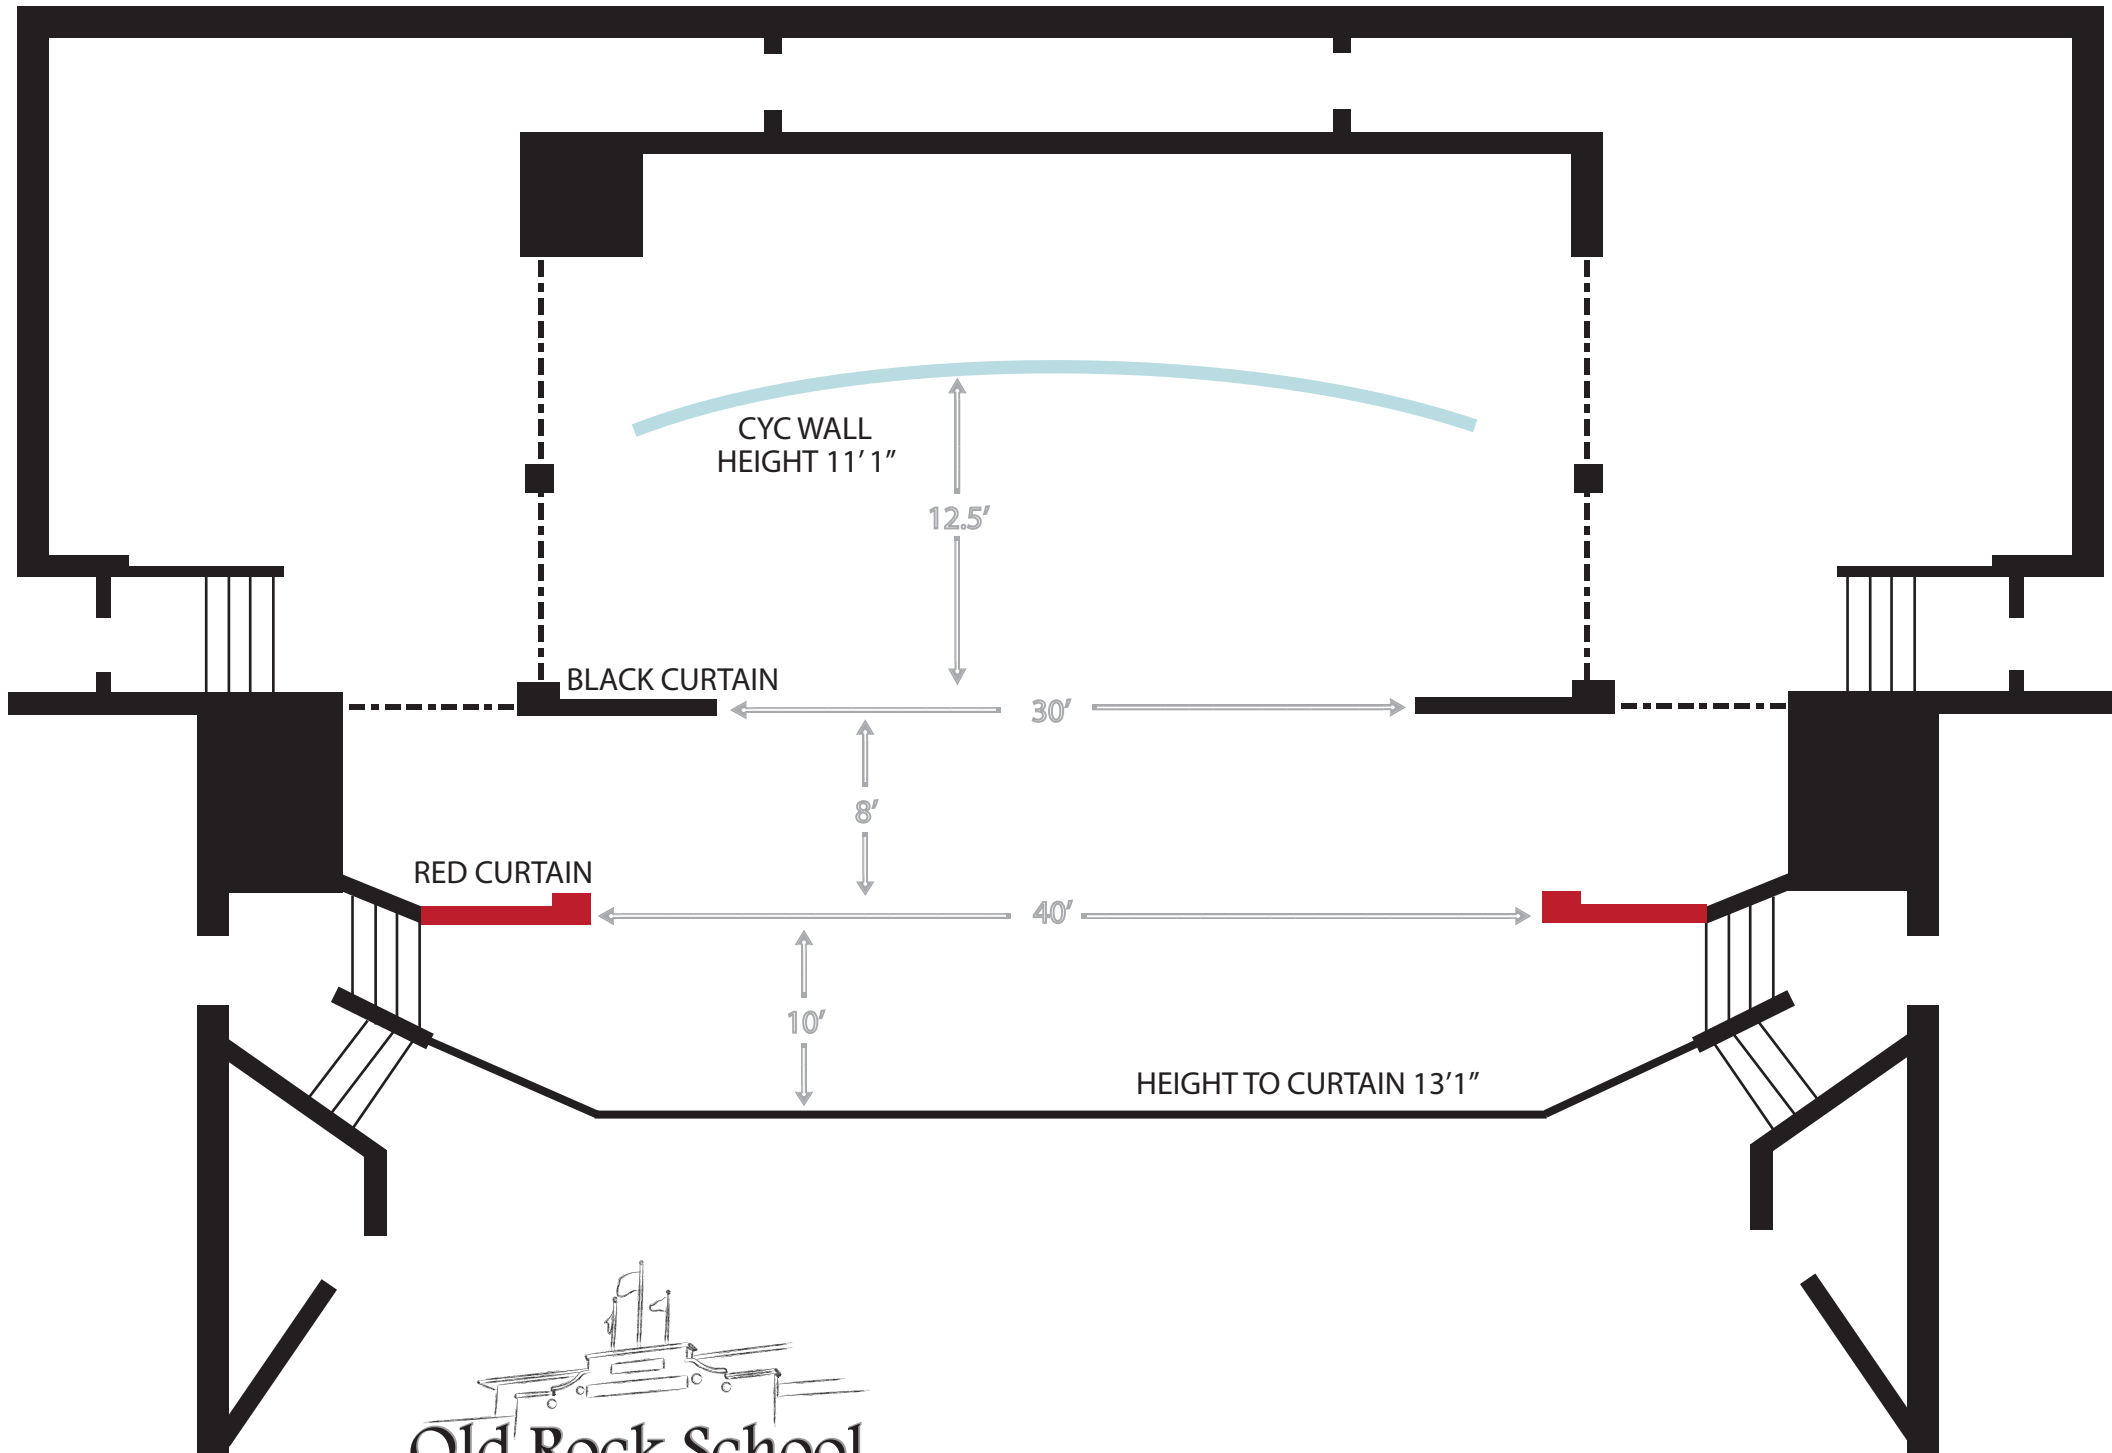 CYC WALL
HEIGHT 11' 1"
12.5'
BLACK CURTAIN
30'
8'
RED CURTAIN
40'
10'
HEIGHT TO CURTAIN 13'1"
Old Rock School